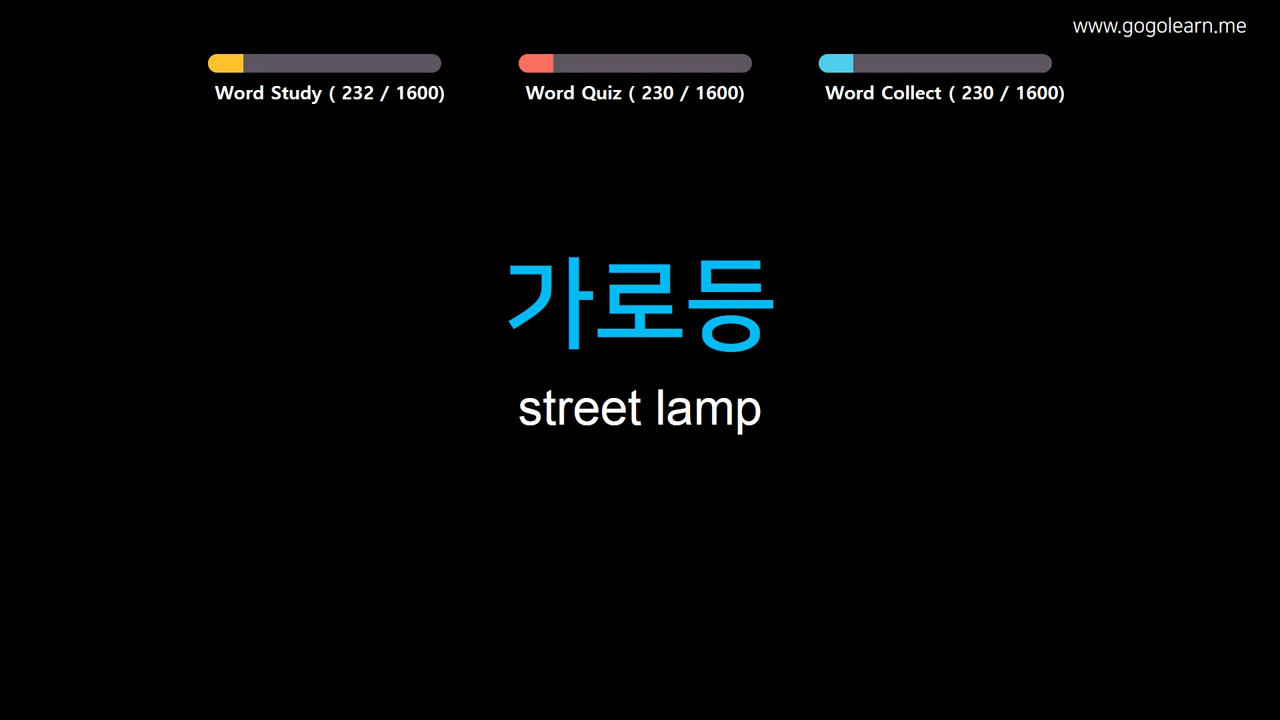 www.gogolearn.me
Word Study ( 232 / 1600)
Word Quiz ( 230 / 1600)
Word Collect ( 230 / 1600)
가로등
street lamp